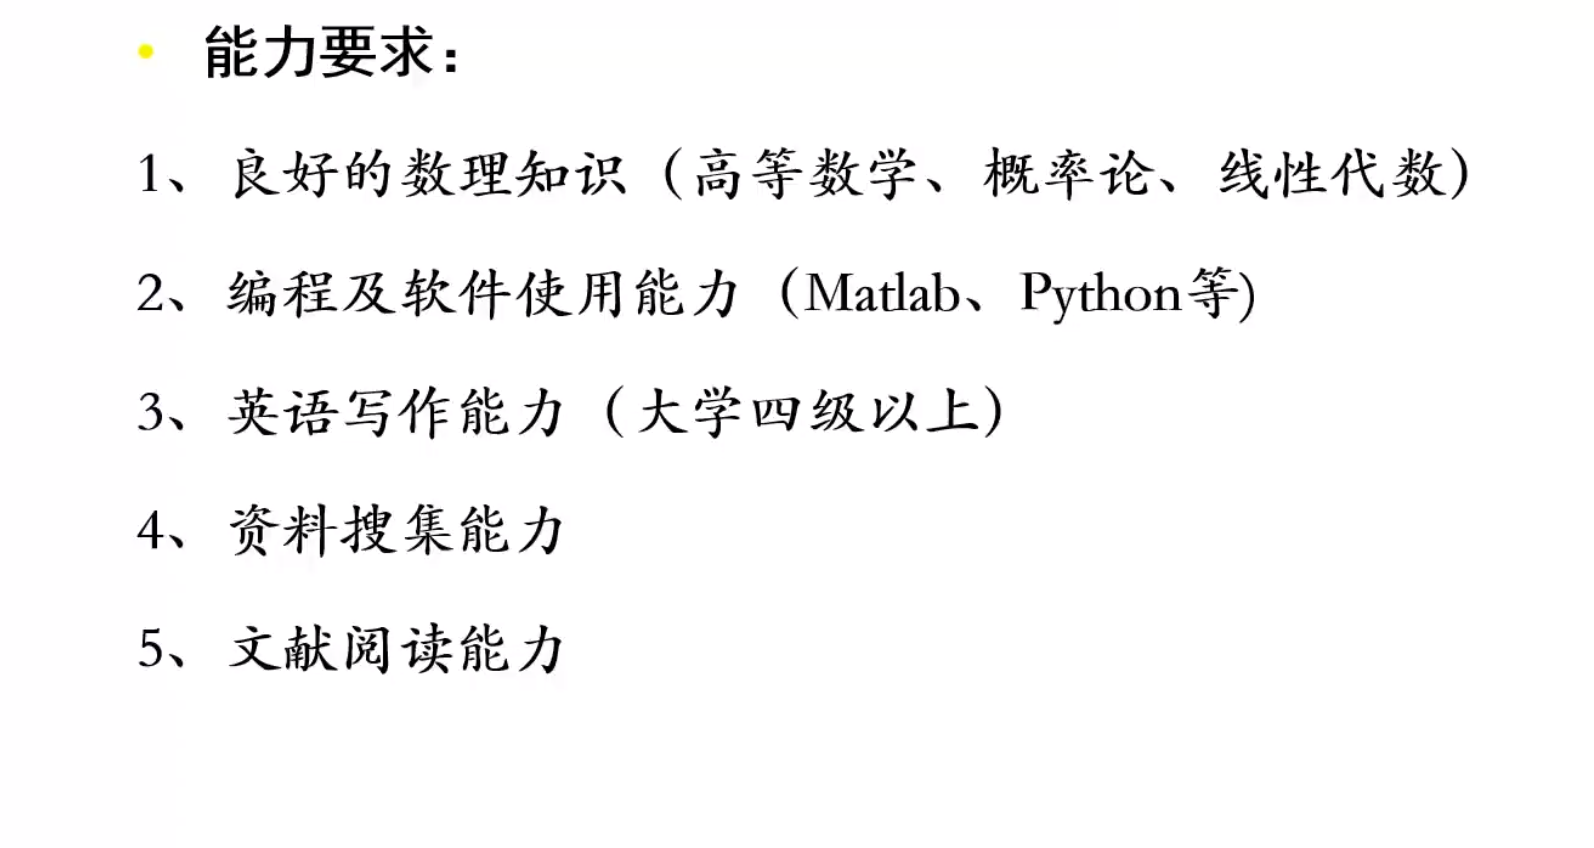 • 能力要求：
1、良好的数理知识（高等数学、概率论、线性代数）
2、编程及软件使用能力（Matlab、Python等)
3、英语写作能力（大学四级以上）
4、资料搜集能力
5、文献阅读能力